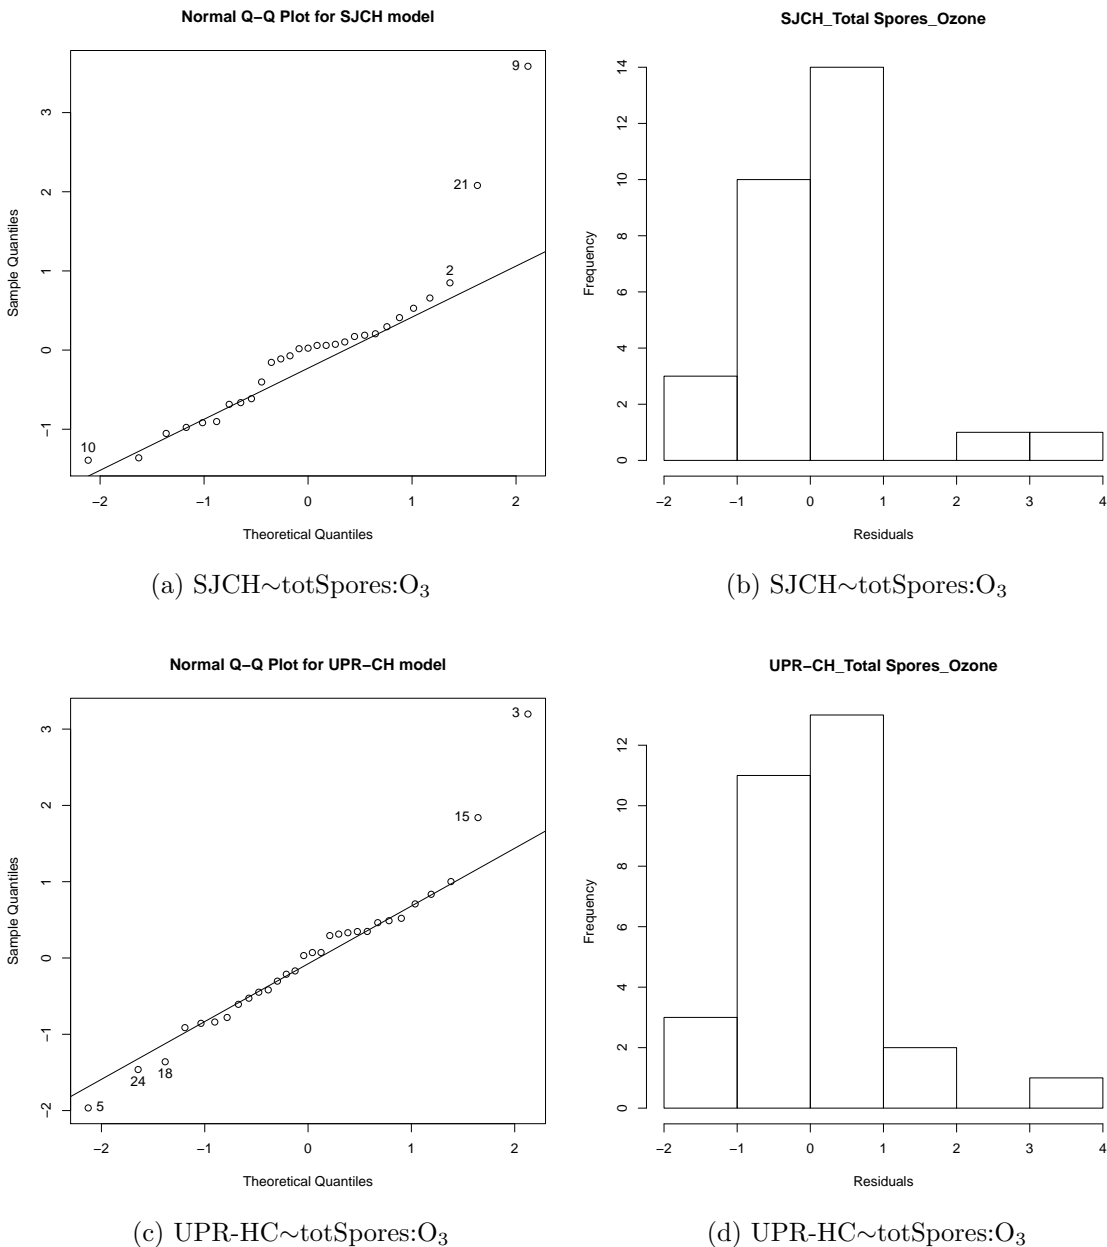 Normal Q−Q Plot for SJCH model
Sample Quantiles
3
2
1
0
−1
9
21
2
10
−2 −1 0 1 2
Theoretical Quantiles
(a) SJCH∼totSpores:O₃
SJCH_Total Spores_Ozone
Frequency
14
12
10
8
6
4
2
0
−2 −1 0 1 2 3 4
Residuals
(b) SJCH∼totSpores:O₃
Normal Q−Q Plot for UPR−CH model
Sample Quantiles
3
2
1
0
−1
−2
3
15
24
18
5
−2 −1 0 1 2
Theoretical Quantiles
(c) UPR-HC∼totSpores:O₃
UPR−CH_Total Spores_Ozone
Frequency
12
10
8
6
4
2
0
−2 −1 0 1 2 3 4
Residuals
(d) UPR-HC∼totSpores:O₃